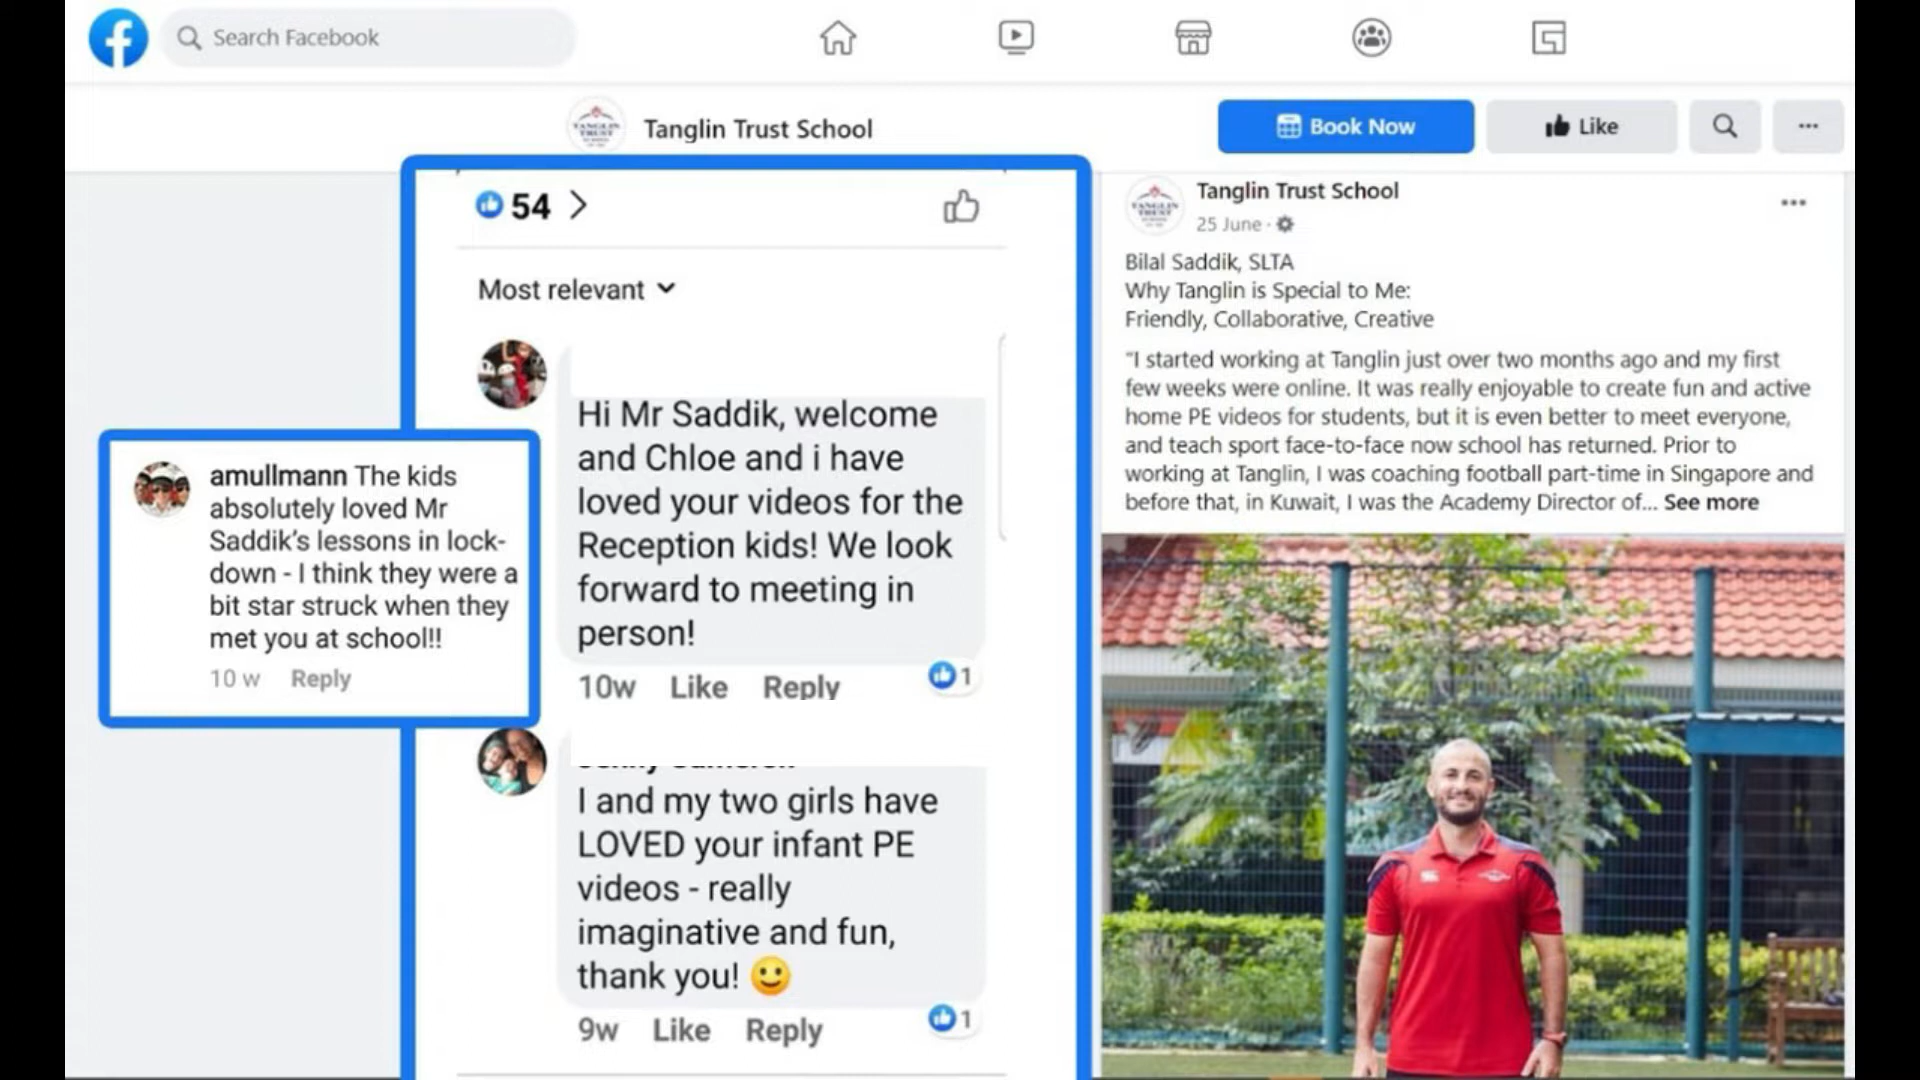 Search Facebook
TANGLIN
TRUST
Tanglin Trust School
Book Now
Like
54
Most relevant
Hi Mr Saddik, welcome
and Chloe and i have
loved your videos for the
Reception kids! We look
forward to meeting in
person!
10w Like Reply
1
I and my two girls have
LOVED your infant PE
videos - really
imaginative and fun,
thank you! 🙂
9w Like Reply
1
amullmann The kids
absolutely loved Mr
Saddik’s lessons in lock-
down - I think they were a
bit star struck when they
met you at school!!
10 w Reply
TANGLIN
TRUST
Tanglin Trust School
25 June ·
Bilal Saddik, SLTA
Why Tanglin is Special to Me:
Friendly, Collaborative, Creative
“I started working at Tanglin just over two months ago and my first
few weeks were online. It was really enjoyable to create fun and active
home PE videos for students, but it is even better to meet everyone,
and teach sport face-to-face now school has returned. Prior to
working at Tanglin, I was coaching football part-time in Singapore and
before that, in Kuwait, I was the Academy Director of... See more